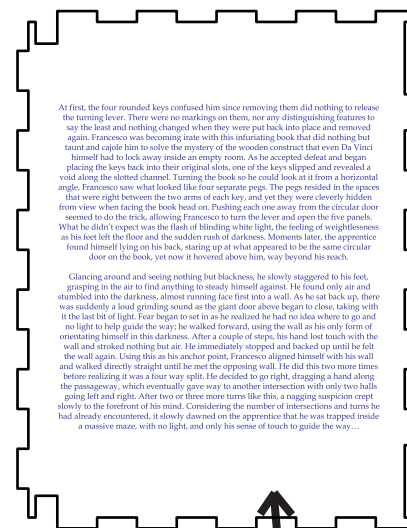 At first, the four rounded keys confused him since removing them did nothing to release
the turning lever. There were no markings on them, nor any distinguishing features to
say the least and nothing changed when they were put back into place and removed
again. Francesco was becoming irate with this infuriating book that did nothing but
taunt and cajole him to solve the mystery of the wooden construct that even Da Vinci
himself had to lock away inside an empty room. As he accepted defeat and began
placing the keys back into their original slots, one of the keys slipped and revealed a
void along the slotted channel. Turning the book so he could look at it from a horizontal
angle, Francesco saw what looked like four separate pegs. The pegs resided in the spaces
that were right between the two arms of each key, and yet they were cleverly hidden
from view when facing the book head on. Pushing each one away from the circular door
seemed to do the trick, allowing Francesco to turn the lever and open the five panels.
What he didn't expect was the flash of blinding white light, the feeling of weightlessness
as his feet left the floor and the sudden rush of darkness. Moments later, the apprentice
found himself lying on his back, staring up at what appeared to be the same circular
door on the book, yet now it hovered above him, way beyond his reach.
Glancing around and seeing nothing but blackness, he slowly staggered to his feet,
grasping in the air to find anything to steady himself against. He found only air and
stumbled into the darkness, almost running face first into a wall. As he sat back up, there
was suddenly a loud grinding sound as the giant door above began to close, taking with
it the last bit of light. Fear began to set in as he realized he had no idea where to go and
no light to help guide the way; he walked forward, using the wall as his only form of
orientating himself in this darkness. After a couple of steps, his hand lost touch with the
wall and stroked nothing but air. He immediately stopped and backed up until he felt
the wall again. Using this as his anchor point, Francesco aligned himself with his wall
and walked directly straight until he met the opposing wall. He did this two more times
before realizing it was a four way split. He decided to go right, dragging a hand along
the passageway, which eventually gave way to another intersection with only two halls
going left and right. After two or three more turns like this, a nagging suspicion crept
slowly to the forefront of his mind. Considering the number of intersections and turns he
had already encountered, it slowly dawned on the apprentice that he was trapped inside
a massive maze, with no light, and only his sense of touch to guide the way…